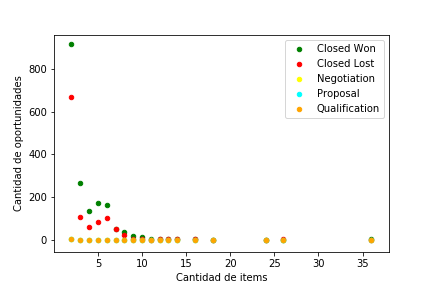 Closed Won
Closed Lost
Negotiation
Proposal
Qualification
Cantidad de oportunidades
800
600
400
200
0
5
10
15
20
25
30
35
Cantidad de items